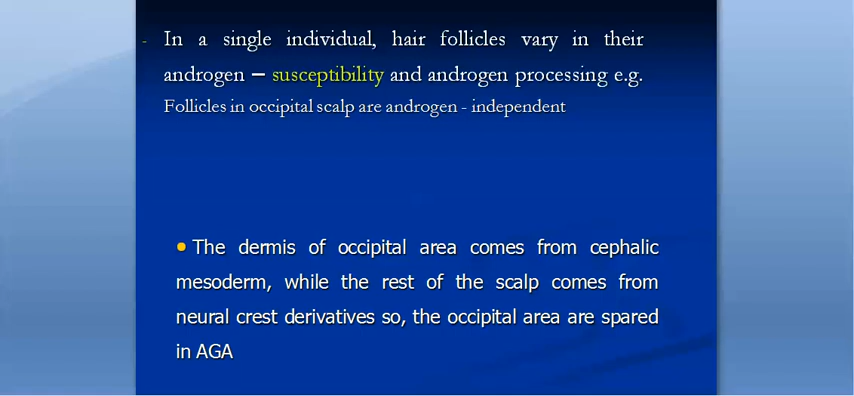 - In a single individual, hair follicles vary in their
androgen – susceptibility and androgen processing e.g.
Follicles in occipital scalp are androgen - independent
• The dermis of occipital area comes from cephalic
mesoderm, while the rest of the scalp comes from
neural crest derivatives so, the occipital area are spared
in AGA